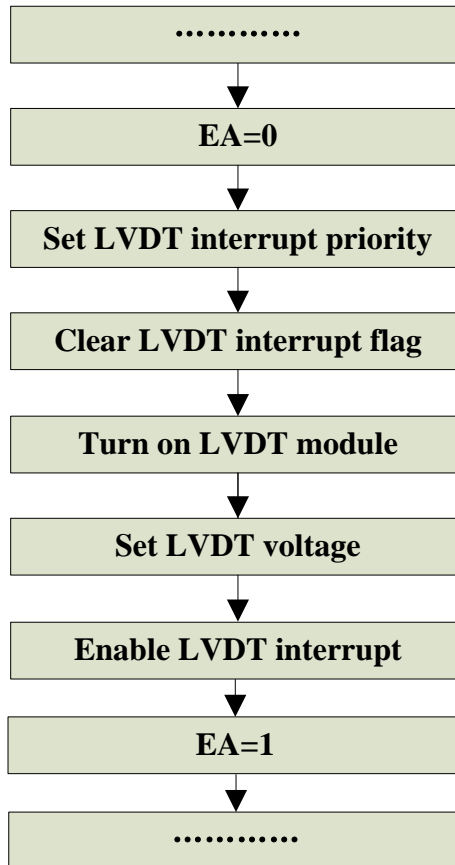 ............
EA=0
Set LVDT interrupt priority
Clear LVDT interrupt flag
Turn on LVDT module
Set LVDT voltage
Enable LVDT interrupt
EA=1
............